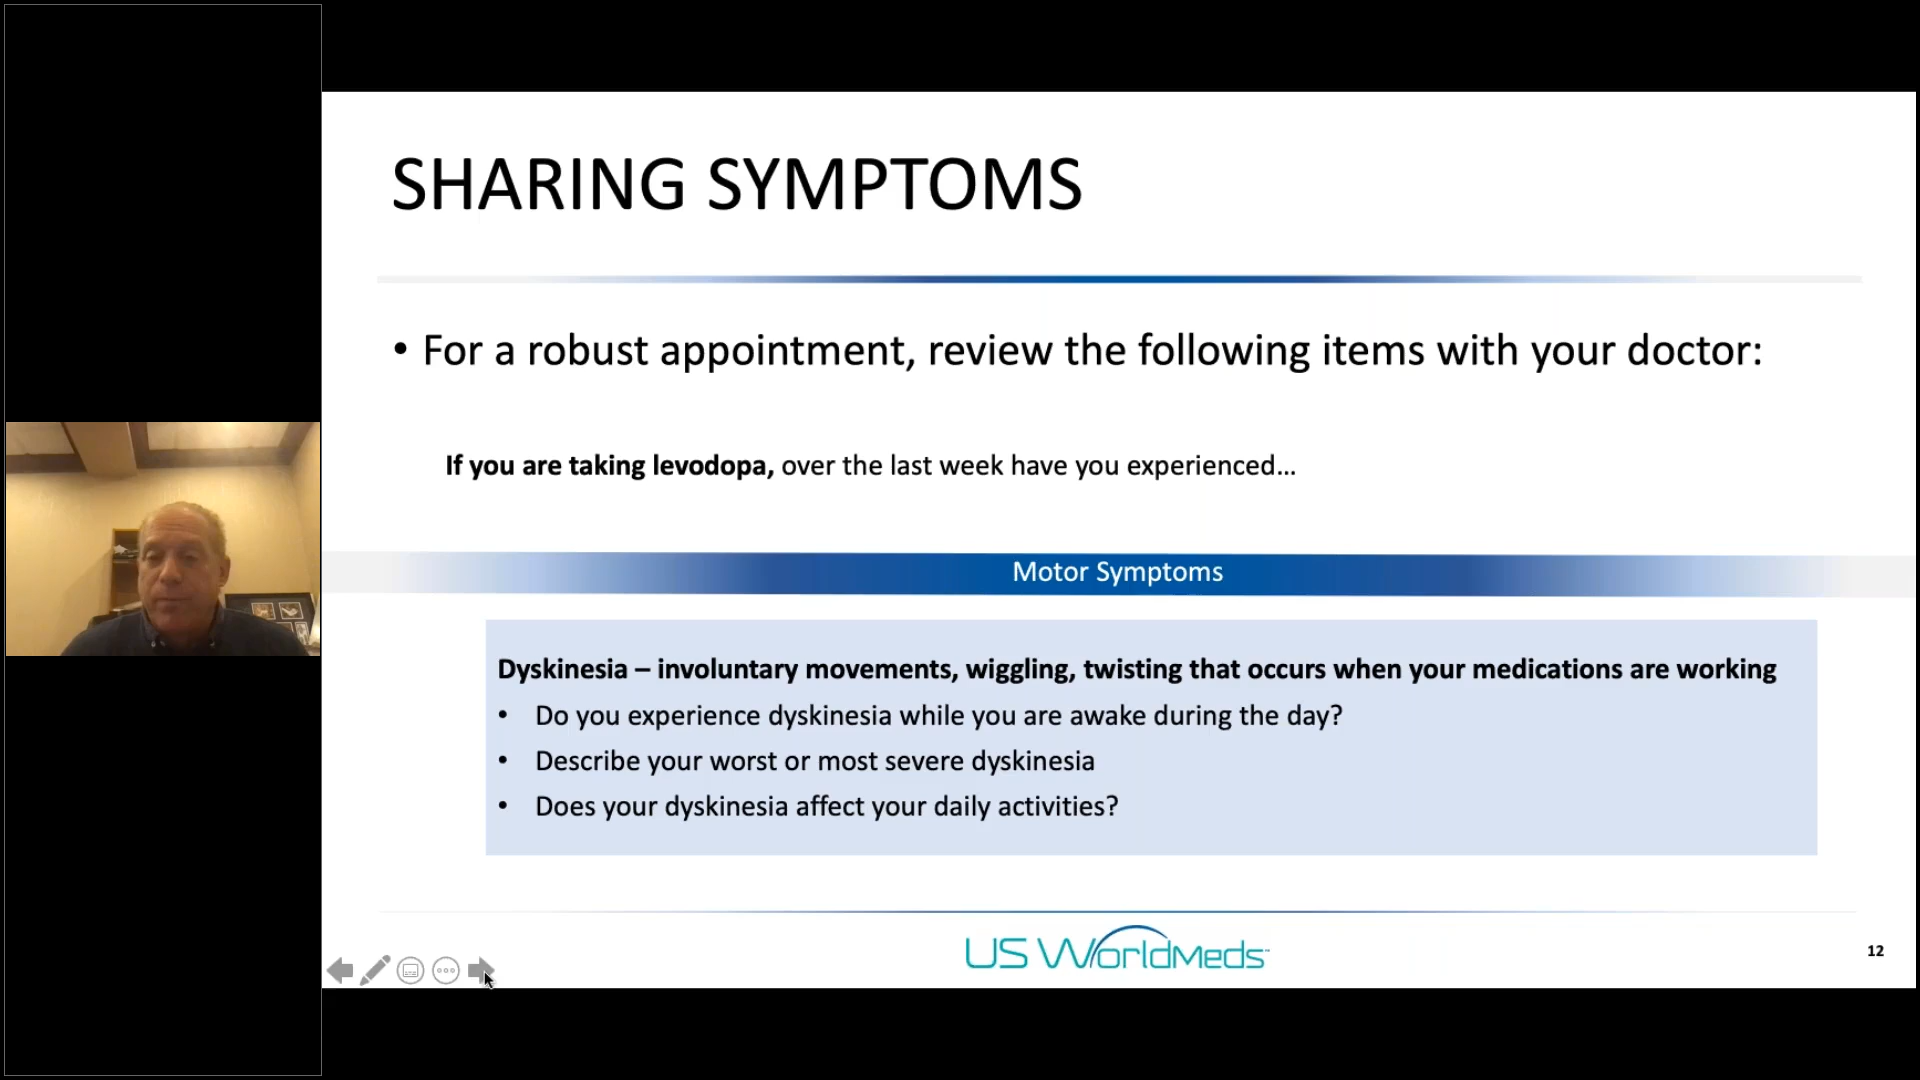 SHARING SYMPTOMS
• For a robust appointment, review the following items with your doctor:
If you are taking levodopa, over the last week have you experienced...
Motor Symptoms
Dyskinesia – involuntary movements, wiggling, twisting that occurs when your medications are working
• Do you experience dyskinesia while you are awake during the day?
• Describe your worst or most severe dyskinesia
• Does your dyskinesia affect your daily activities?
US WorldMeds™
12